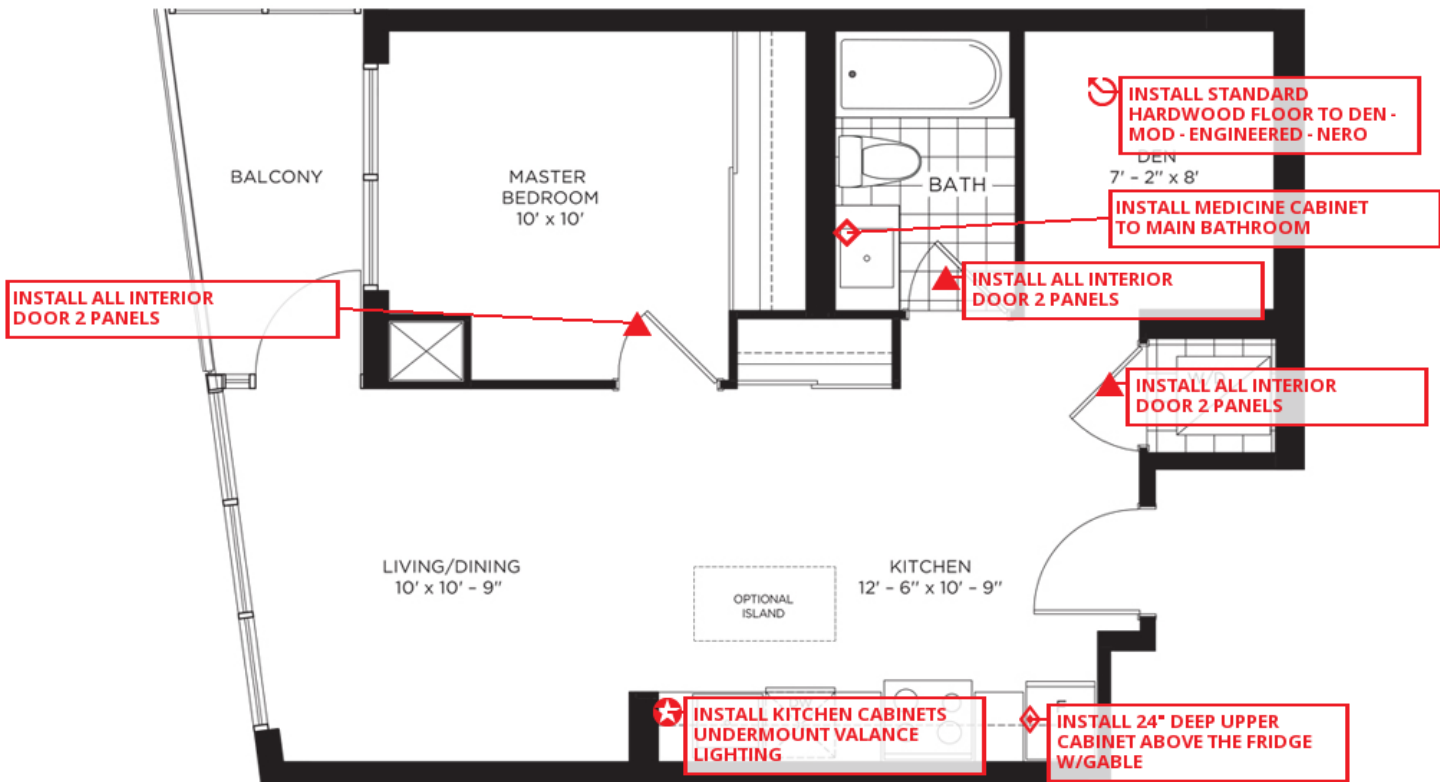 INSTALL STANDARD
HARDWOOD FLOOR TO DEN -
MOD - ENGINEERED - NERO
DEN
7' - 2" x 8'
BALCONY
MASTER
BEDROOM
10' x 10'
BATH
INSTALL MEDICINE CABINET
TO MAIN BATHROOM
INSTALL ALL INTERIOR
DOOR 2 PANELS
INSTALL ALL INTERIOR
DOOR 2 PANELS
W/D
INSTALL ALL INTERIOR
DOOR 2 PANELS
LIVING/DINING
10' x 10' - 9"
OPTIONAL
ISLAND
KITCHEN
12' - 6" x 10' - 9"
INSTALL KITCHEN CABINETS
UNDERMOUNT VALANCE
LIGHTING
INSTALL 24" DEEP UPPER
CABINET ABOVE THE FRIDGE
W/GABLE